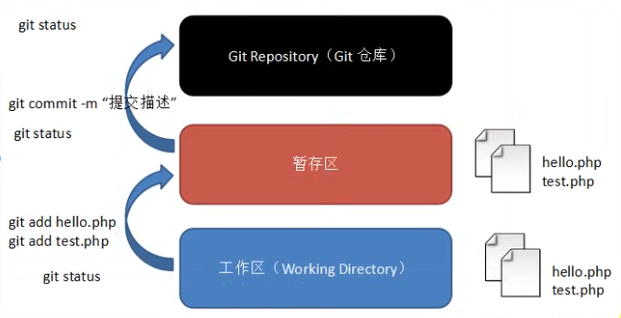 git status
Git Repository（Git 仓库）
git commit -m “提交描述”
git status
暂存区
hello.php
test.php
git add hello.php
git add test.php
git status
工作区（Working Directory）
hello.php
test.php